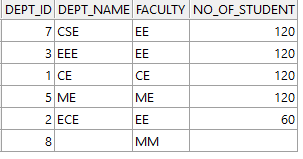 DEPT_ID DEPT_NAME FACULTY NO_OF_STUDENT
7 CSE EE 120
3 EEE EE 120
1 CE CE 120
5 ME ME 120
2 ECE EE 60
8 MM